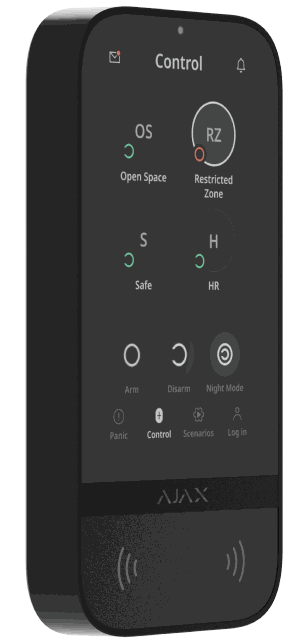 Control
OS
RZ
Open Space
Restricted
Zone
S
H
Safe
HR
Arm
Disarm
Night Mode
Panic
Control
Scenarios
Log in
AJAX